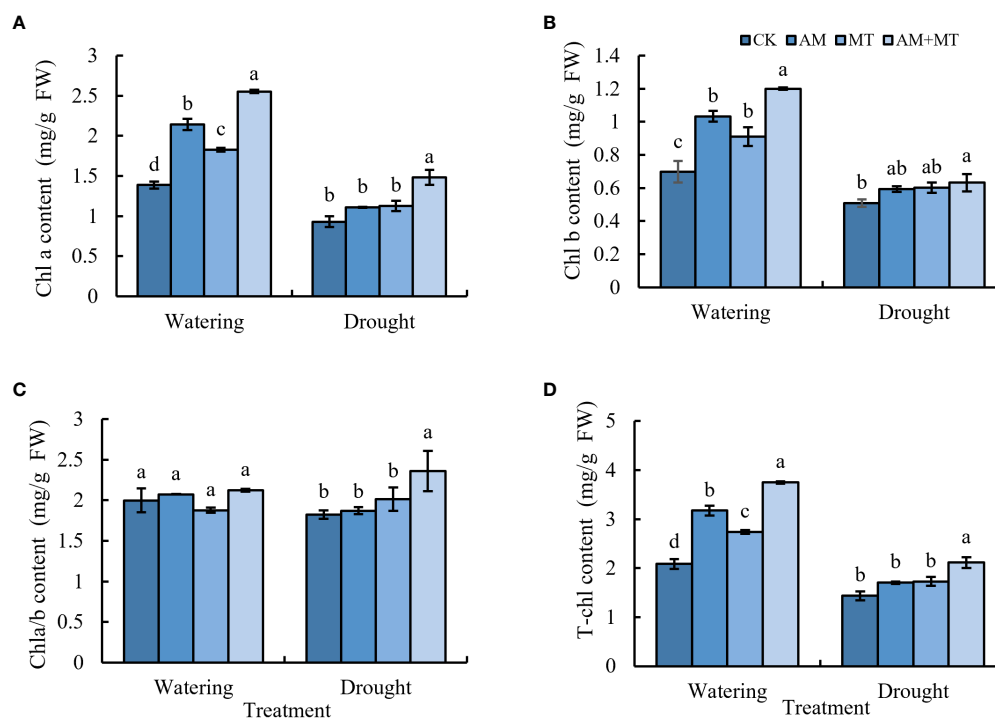 A
Chl a content (mg/g FW)
3
2.5
2
1.5
1
0.5
0
d
b
c
a
b
b
b
a
Watering
Drought
B
CK AM MT AM+MT
Chl b content (mg/g FW)
1.4
1.2
1.0
0.8
0.6
0.4
0.2
0
c
b
b
a
b
ab
ab
a
Watering
Drought
C
Chla/b content (mg/g FW)
3
2.5
2
1.5
1
0.5
0
a
a
a
a
b
b
b
a
Watering
Drought
Treatment
D
T-chl content (mg/g FW)
5
4
3
2
1
0
d
b
c
a
b
b
b
a
Watering
Drought
Treatment